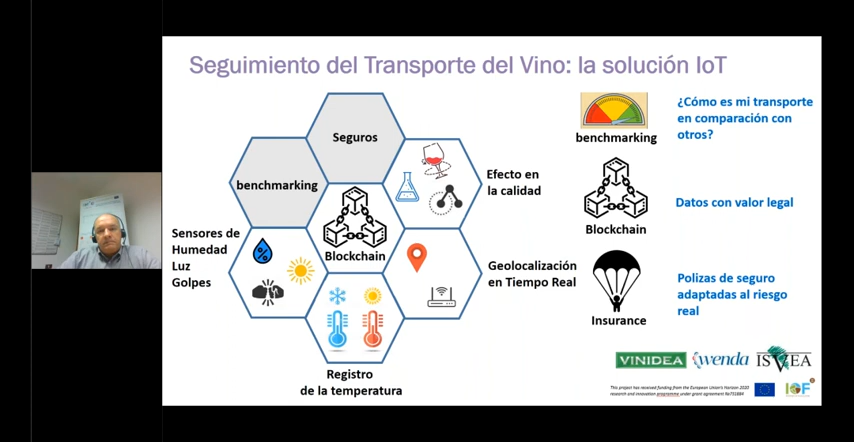 Seguimiento del Transporte del Vino: la solución IoT
Seguros
benchmarking
Efecto en
la calidad
Sensores de
Humedad
Luz
Golpes
%
Blockchain
Geolocalización
en Tiempo Real
Registro
de la temperatura
benchmarking
¿Cómo es mi transporte
en comparación con
otros?
Blockchain
Datos con valor legal
Insurance
Polizas de seguro
adaptadas al riesgo
real
VINIDEA
wenda
ISVEA
This project has received funding from the European Union's Horizon 2020
research and innovation programme under grant agreement No731884